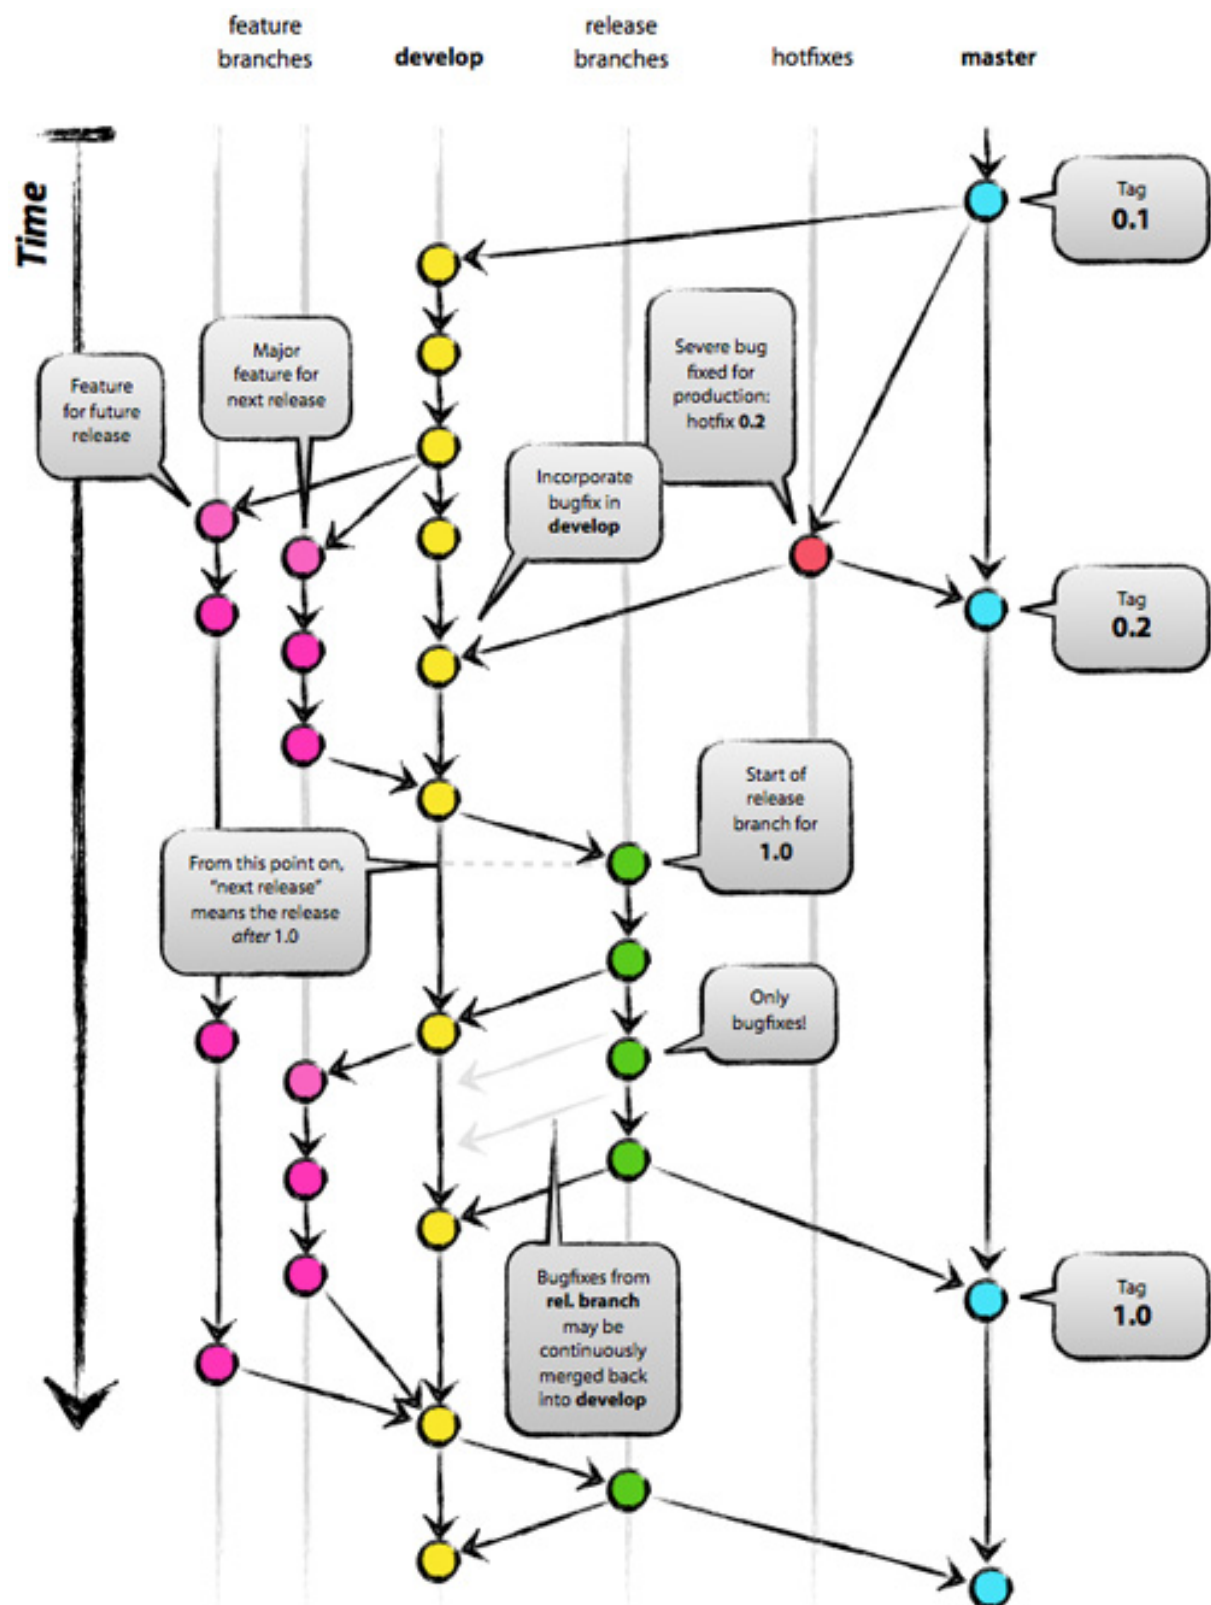 feature
branches
develop
release
branches
hotfixes
master
Time
Tag
0.1
Major
feature for
next release
Feature
for future
release
Severe bug
fixed for
production:
hotfix 0.2
Incorporate
bugfix in
develop
Tag
0.2
Start of
release
branch for
1.0
From this point on,
"next release"
means the release
after 1.0
Only
bugfixes!
Bugfixes from
rel. branch
may be
continuously
merged back
into develop
Tag
1.0